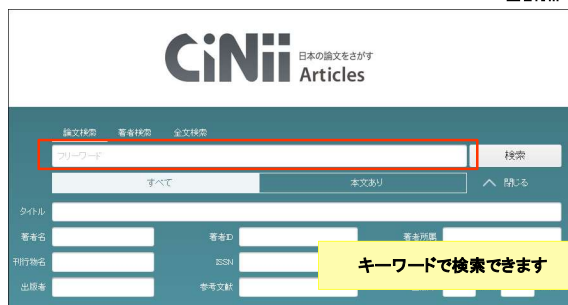 CiNii 日本の論文をさがす
Articles
論文検索 著者検索 全文検索
フリーワード 検索
すべて 本文あり 閉じる
タイトル
著者名 著者ID 著者所属
刊行物名 ISSN
キーワードで検索できます
出版者 参考文献